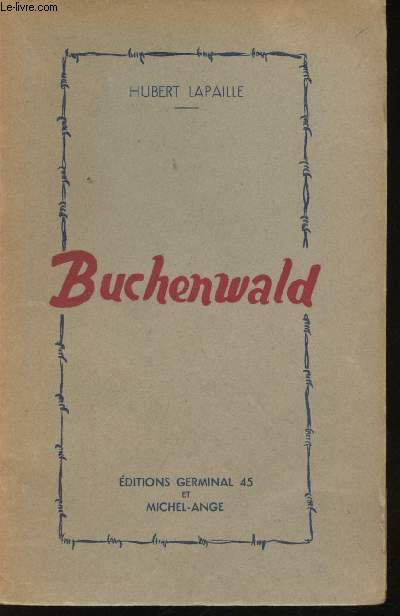 Le-livre.com
HUBERT LAPAILLE
Buchenwald
ÉDITIONS GERMINAL 45
ET
MICHEL-ANGE